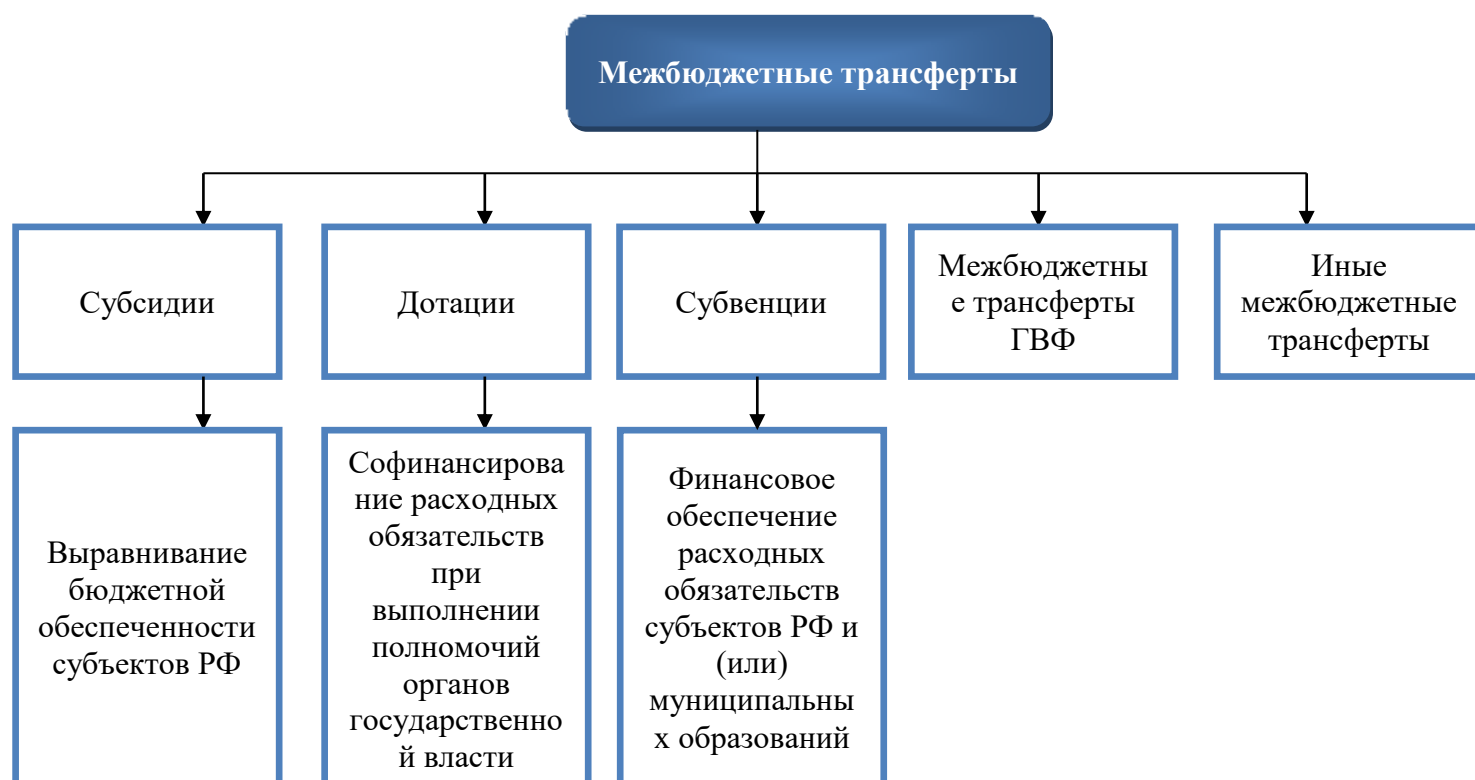 Межбюджетные трансферты
Субсидии
Дотации
Субвенции
Межбюджетны
е трансферты
ГВФ
Иные
межбюджетные
трансферты
Выравнивание
бюджетной
обеспеченности
субъектов РФ
Софинансирова
ние расходных
обязательств
при
выполнении
полномочий
органов
государственно
й власти
Финансовое
обеспечение
расходных
обязательств
субъектов РФ и
(или)
муниципальны
х образований